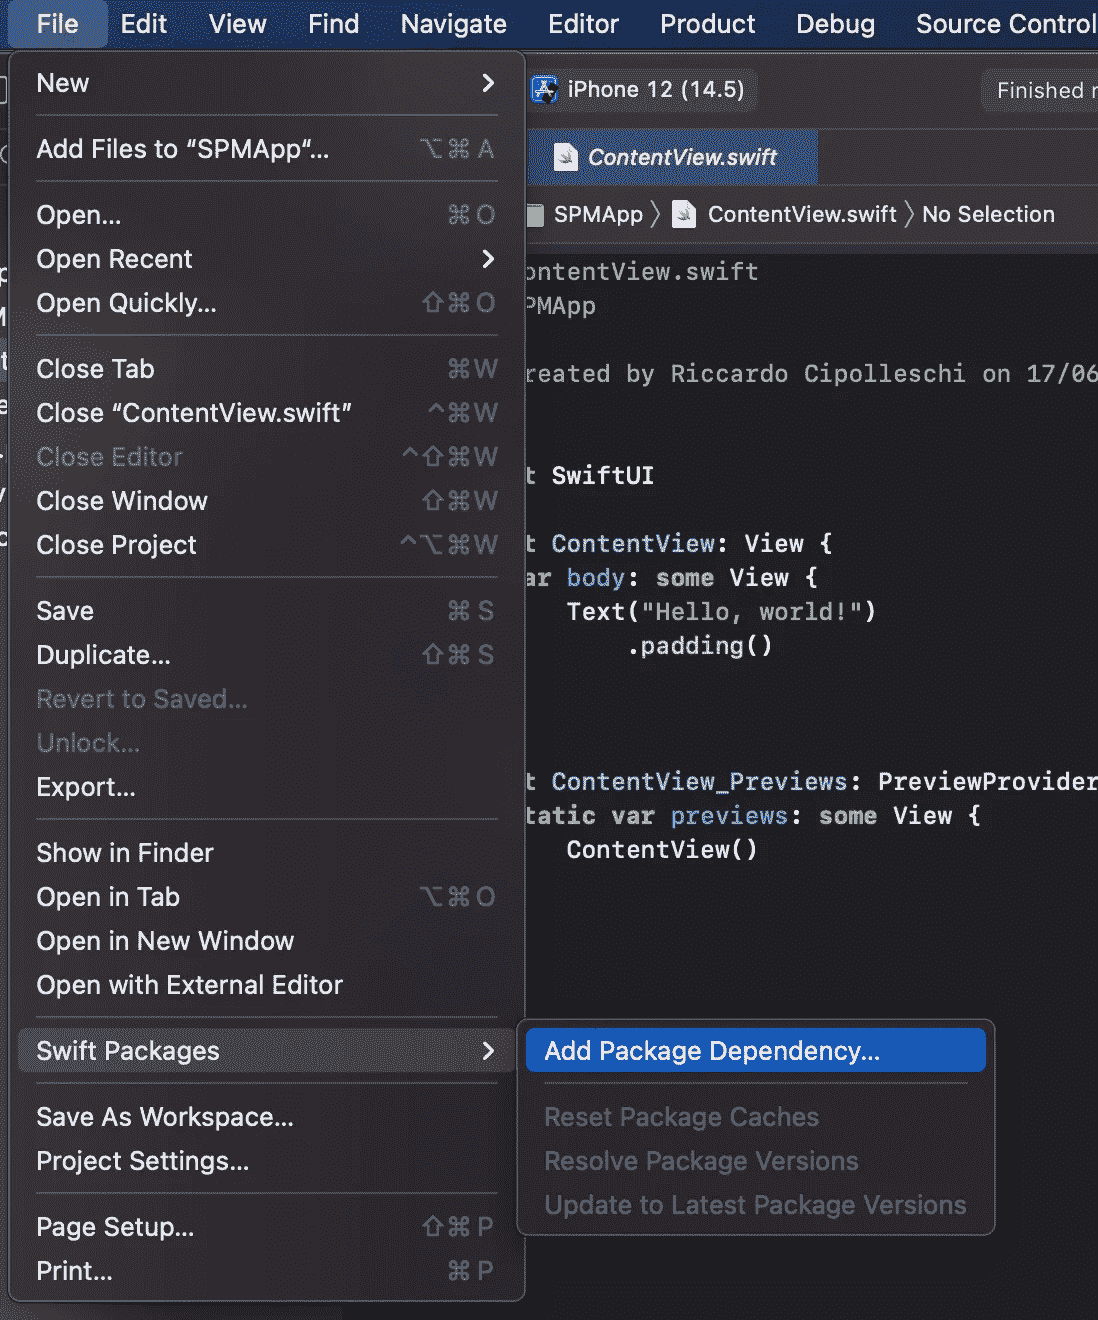 File Edit View Find Navigate Editor Product Debug Source Control
New
Add Files to “SPMApp“... ⌥⌘ A
Open... ⌘ O
Open Recent
Open Quickly... ⇧⌘ O
Close Tab ⌘W
Close “ContentView.swift” ^⌘W
Close Editor ^⇧⌘W
Close Window ⇧⌘W
Close Project ^⌥⌘W
Save ⌘ S
Duplicate... ⇧⌘ S
Revert to Saved...
Unlock...
Export...
Show in Finder
Open in Tab ⌥⌘ O
Open in New Window
Open with External Editor
Swift Packages
Save As Workspace...
Project Settings...
Page Setup... ⇧⌘ P
Print... ⌘ P
Add Package Dependency...
Reset Package Caches
Resolve Package Versions
Update to Latest Package Versions
iPhone 12 (14.5)
Finished
ContentView.swift
SPMApp 〉 ContentView.swift 〉 No Selection
ontentView.swift
PMApp
reated by Riccardo Cipolleschi on 17/06
t SwiftUI
t ContentView: View {
ar body: some View {
Text("Hello, world!")
.padding()
t ContentView_Previews: PreviewProvider
tatic var previews: some View {
ContentView()